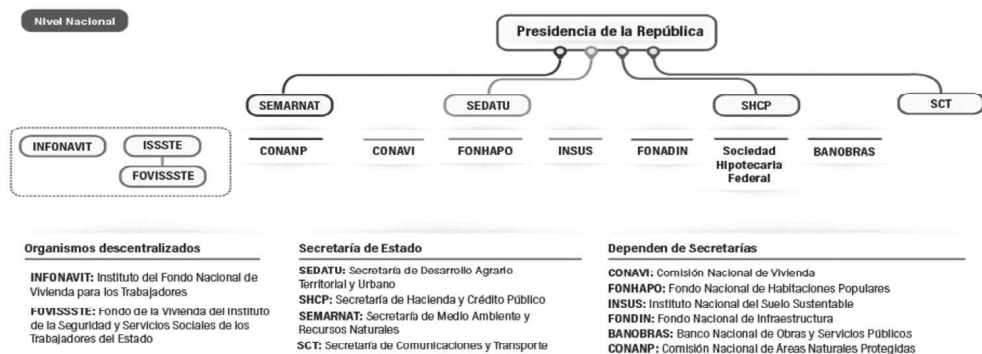 Nivel Nacional
Presidencia de la República
SEMARNAT
SEDATU
SHCP
SCT
INFONAVIT
ISSSTE
FOVISSSTE
CONANP
CONAVI
FONHAPO
INSUS
FONADIN
Sociedad
Hipotecaria
Federal
BANOBRAS
Organismos descentralizados
INFONAVIT: Instituto del Fondo Nacional de
Vivienda para los Trabajadores
FOVISSSTE: Fondo de la Vivienda del Instituto
de la Seguridad y Servicios Sociales de los
Trabajadores del Estado
Secretaría de Estado
SEDATU: Secretaría de Desarrollo Agrario
Territorial y Urbano
SHCP: Secretaría de Hacienda y Crédito Público
SEMARNAT: Secretaría de Medio Ambiente y
Recursos Naturales
SCT: Secretaría de Comunicaciones y Transporte
Dependen de Secretarías
CONAVI: Comisión Nacional de Vivienda
FONHAPO: Fondo Nacional de Habitaciones Populares
INSUS: Instituto Nacional del Suelo Sustentable
FONDIN: Fondo Nacional de Infraestructura
BANOBRAS: Banco Nacional de Obras y Servicios Públicos
CONANP: Comisión Nacional de Áreas Naturales Protegidas